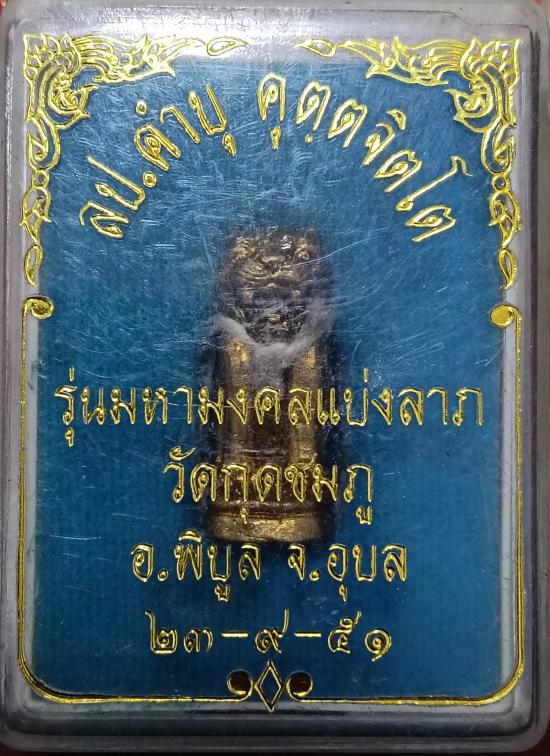 ลป.คำบุ คุตฺตจิตฺโต
รุ่นมหามงคลแบ่งลาภ
วัดกุดชมภู
อ.พิบูล จ.อุบล
๒๓-๙-๕๑